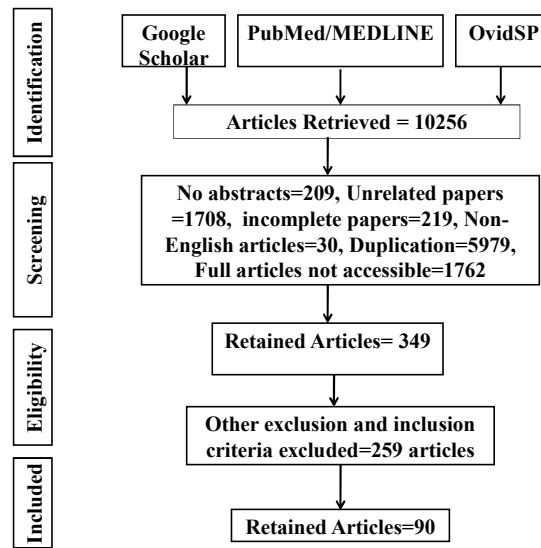 Identification
Google
Scholar
PubMed/MEDLINE
OvidSP
Articles Retrieved = 10256
Screening
No abstracts=209, Unrelated papers
=1708,  incomplete papers=219, Non-
English articles=30, Duplication=5979,
Full articles not accessible=1762
Eligibility
Retained Articles= 349
Other exclusion and inclusion
criteria excluded=259 articles
Included
Retained Articles=90